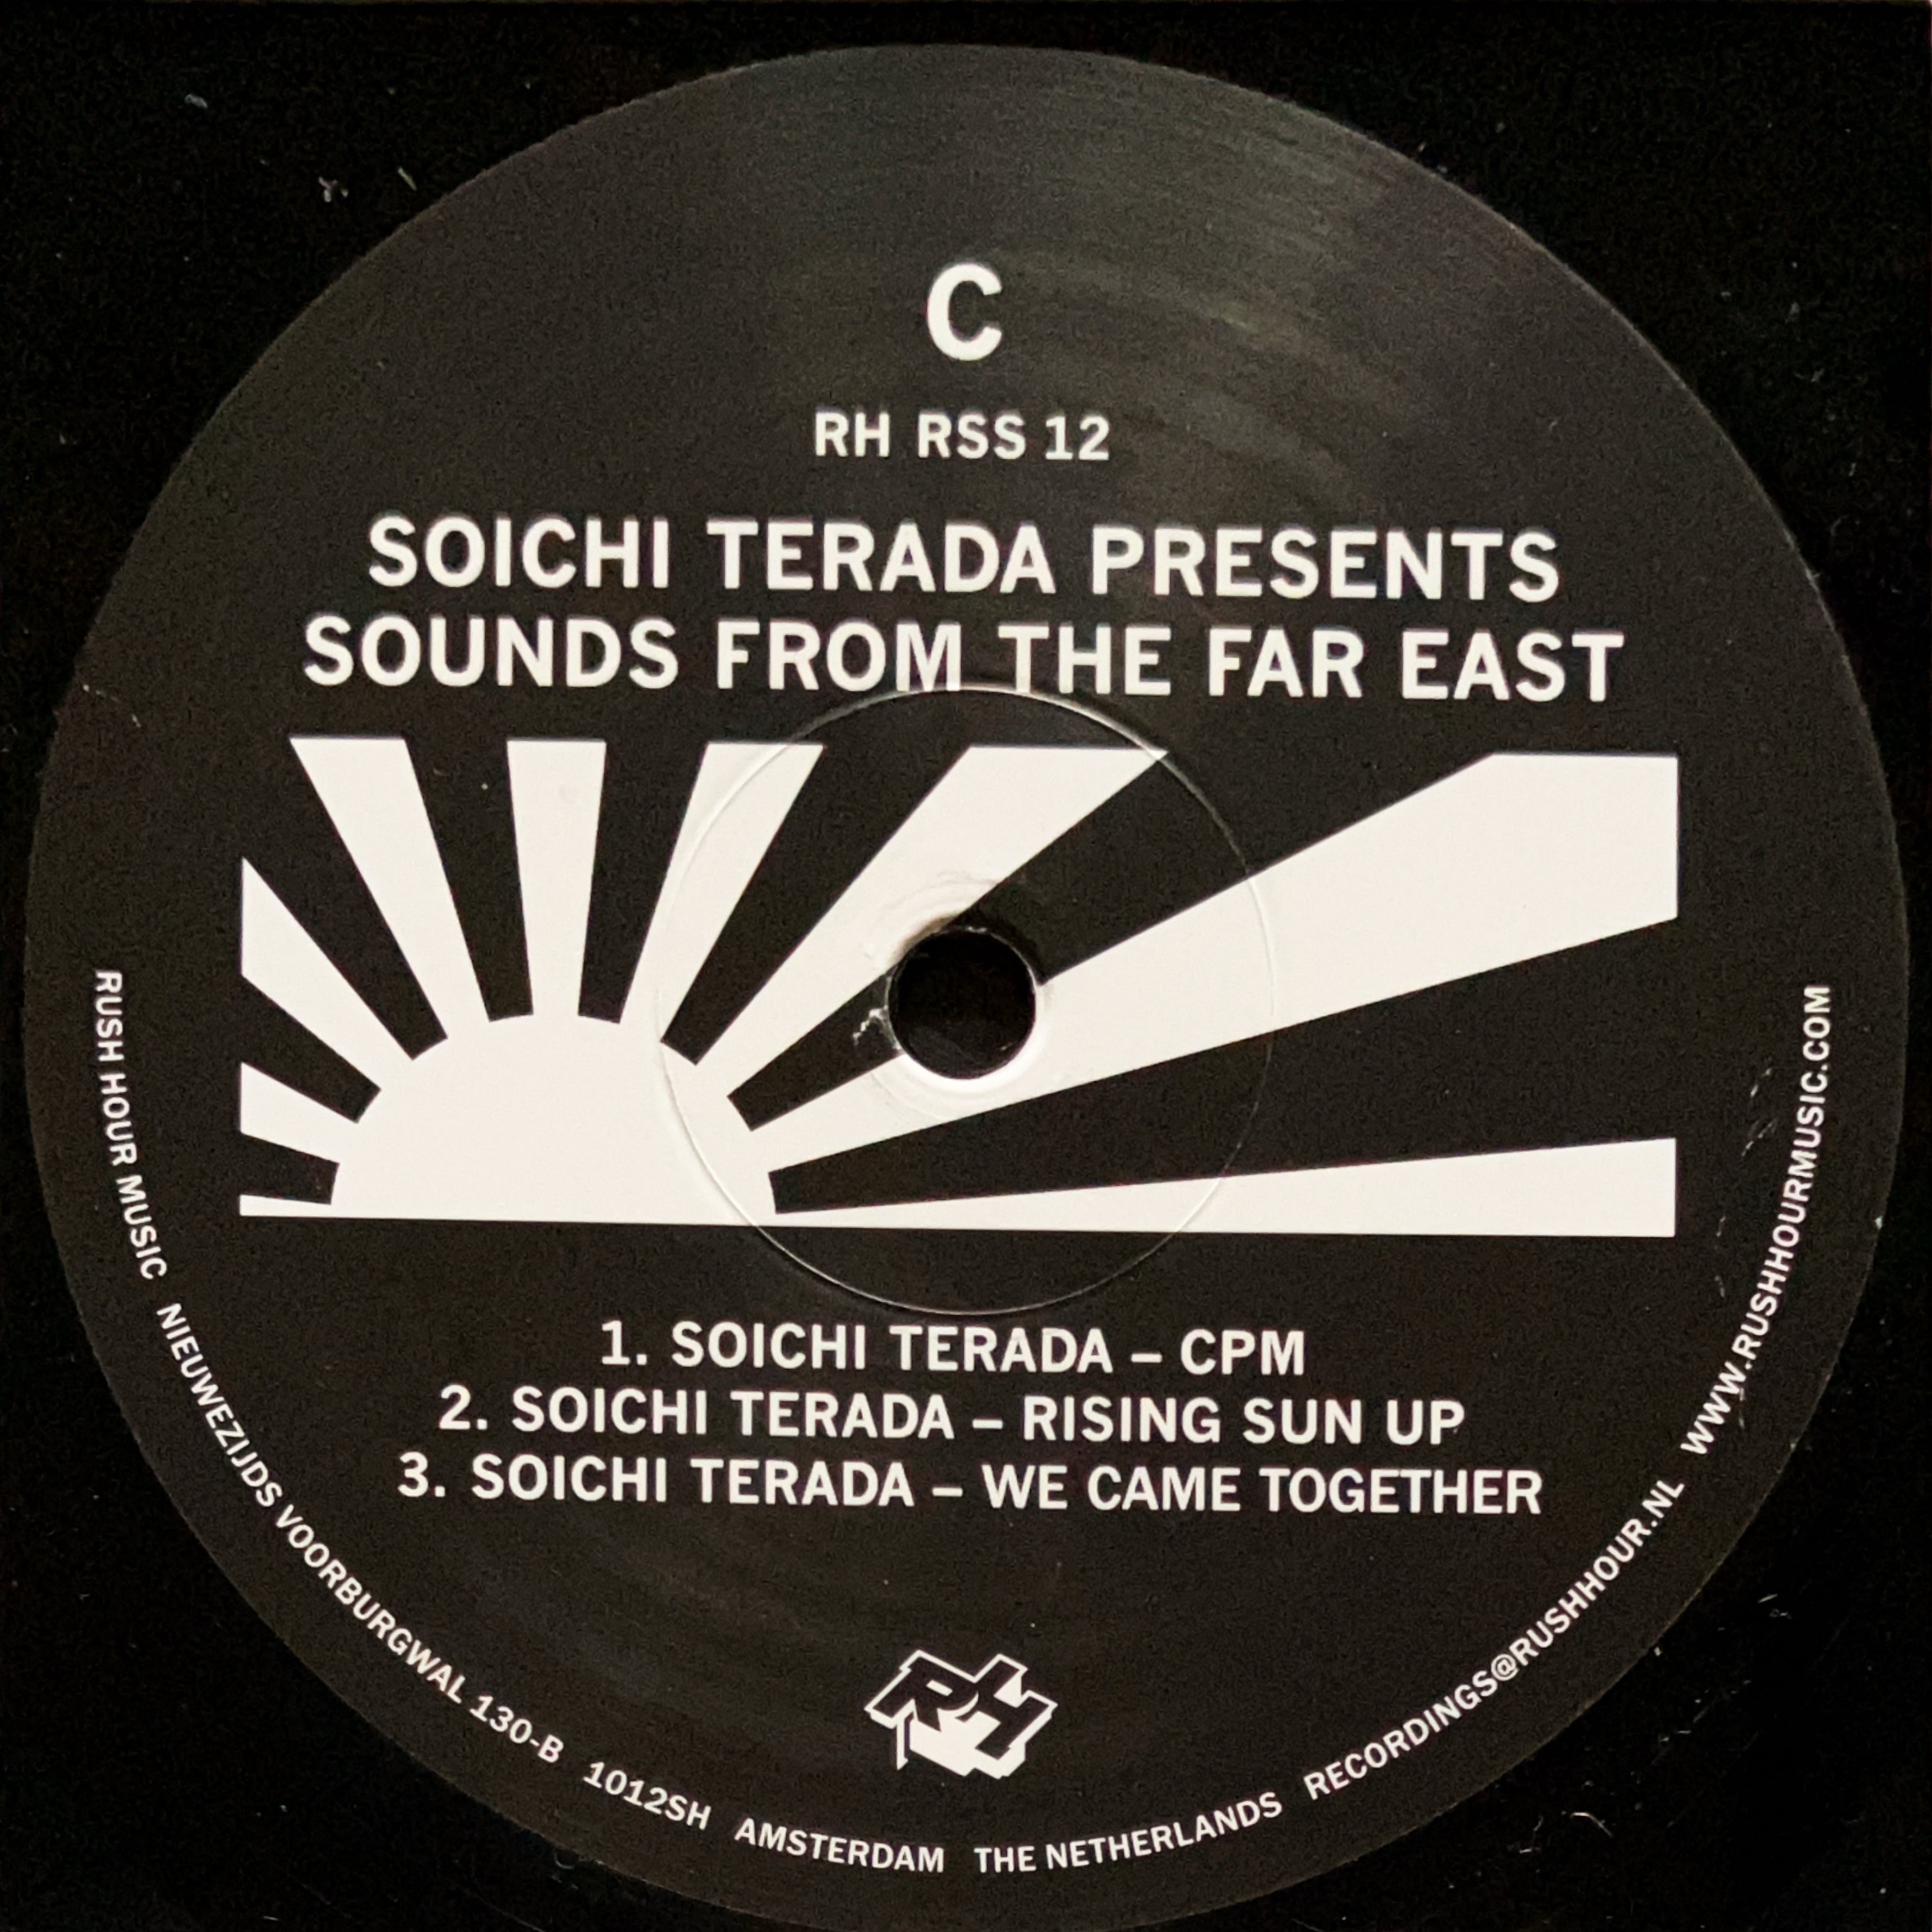 C
RH RSS 12
SOICHI TERADA PRESENTS
SOUNDS FROM THE FAR EAST
1. SOICHI TERADA – CPM
2. SOICHI TERADA – RISING SUN UP
3. SOICHI TERADA – WE CAME TOGETHER
RH
RUSH HOUR MUSIC NIEUWEZIJDS VOORBURGWAL 130-B 1012SH AMSTERDAM THE NETHERLANDS RECORDINGS@RUSHHOUR.NL WWW.RUSHHOURMUSIC.COM